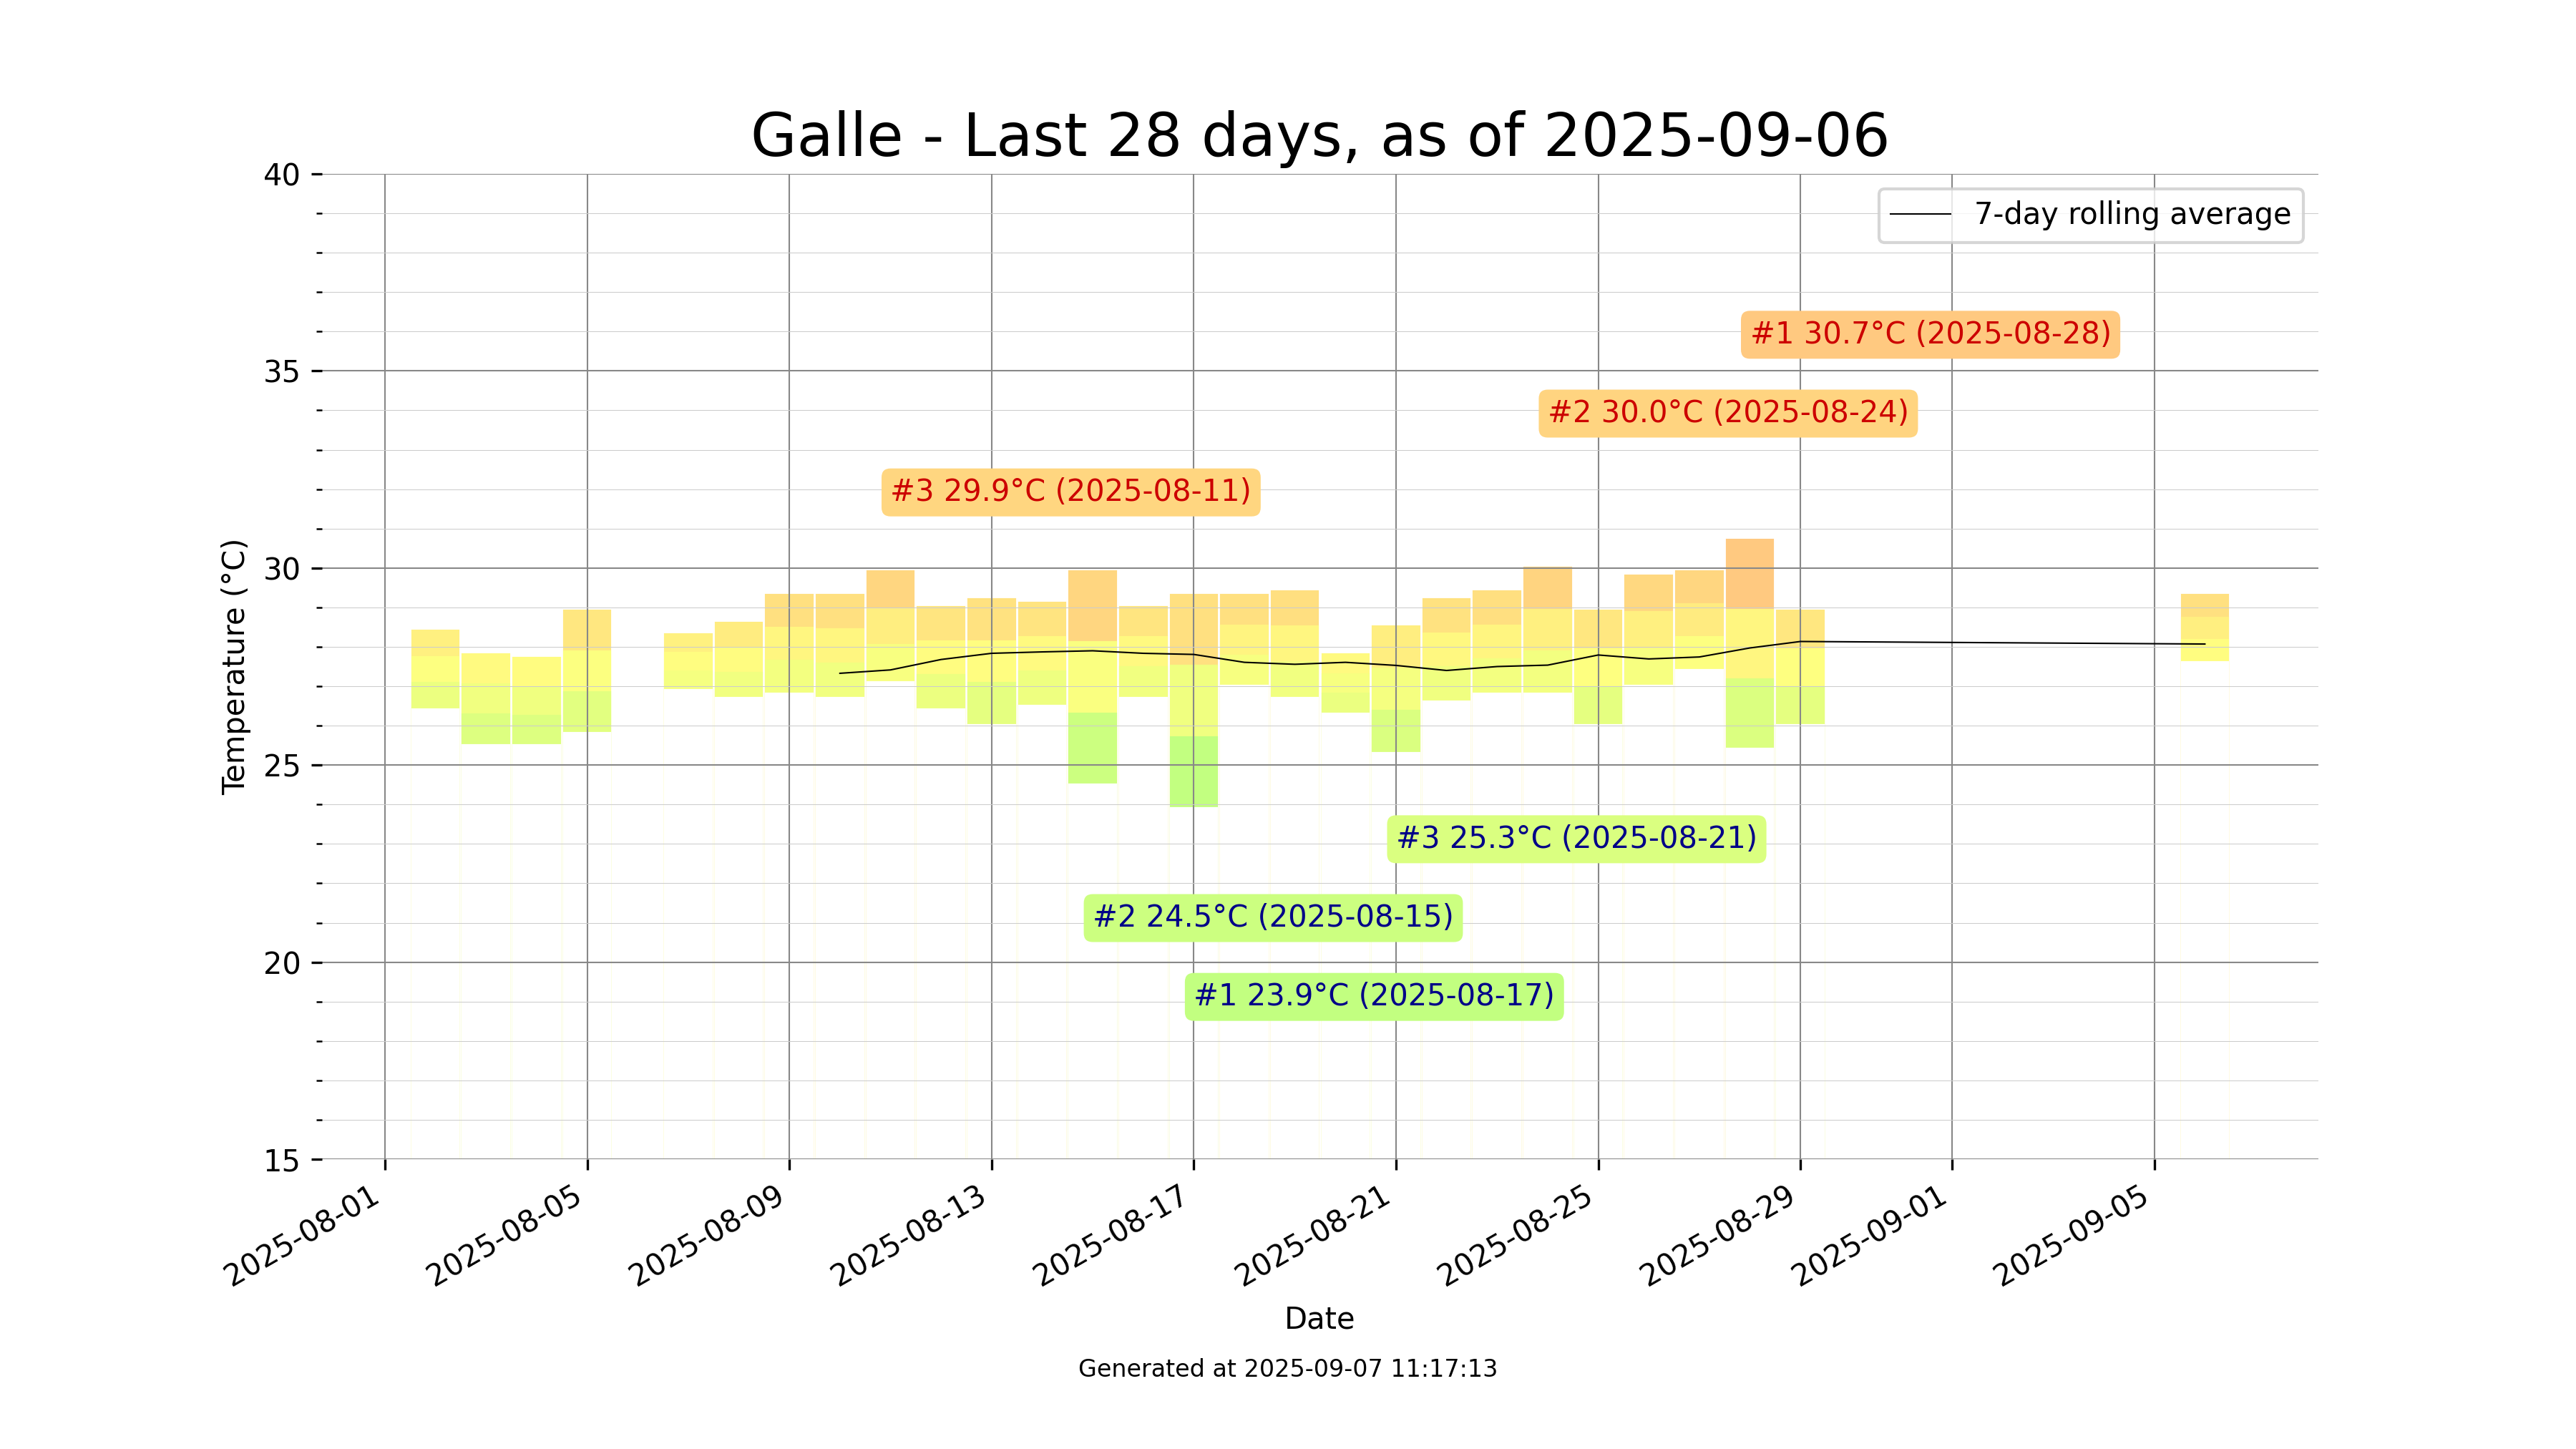 Galle - Last 28 days, as of 2025-09-06
7-day rolling average
#1 30.7°C (2025-08-28)
#2 30.0°C (2025-08-24)
#3 29.9°C (2025-08-11)
#3 25.3°C (2025-08-21)
#2 24.5°C (2025-08-15)
#1 23.9°C (2025-08-17)
Temperature (°C)
40
35
30
25
20
15
2025-08-01
2025-08-05
2025-08-09
2025-08-13
2025-08-17
2025-08-21
2025-08-25
2025-08-29
2025-09-01
2025-09-05
Date
Generated at 2025-09-07 11:17:13